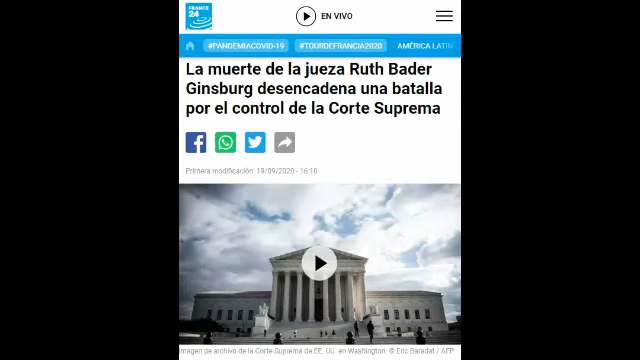 FRANCE
24
EN VIVO
#PANDEMIACOVID-19 #TOURDEFRANCIA2020 AMÉRICA LATIN
La muerte de la jueza Ruth Bader
Ginsburg desencadena una batalla
por el control de la Corte Suprema
Primera modificación: 19/09/2020 - 16:10
Imagen de archivo de la Corte Suprema de EE. UU. en Washington. © Eric Baradat / AFP